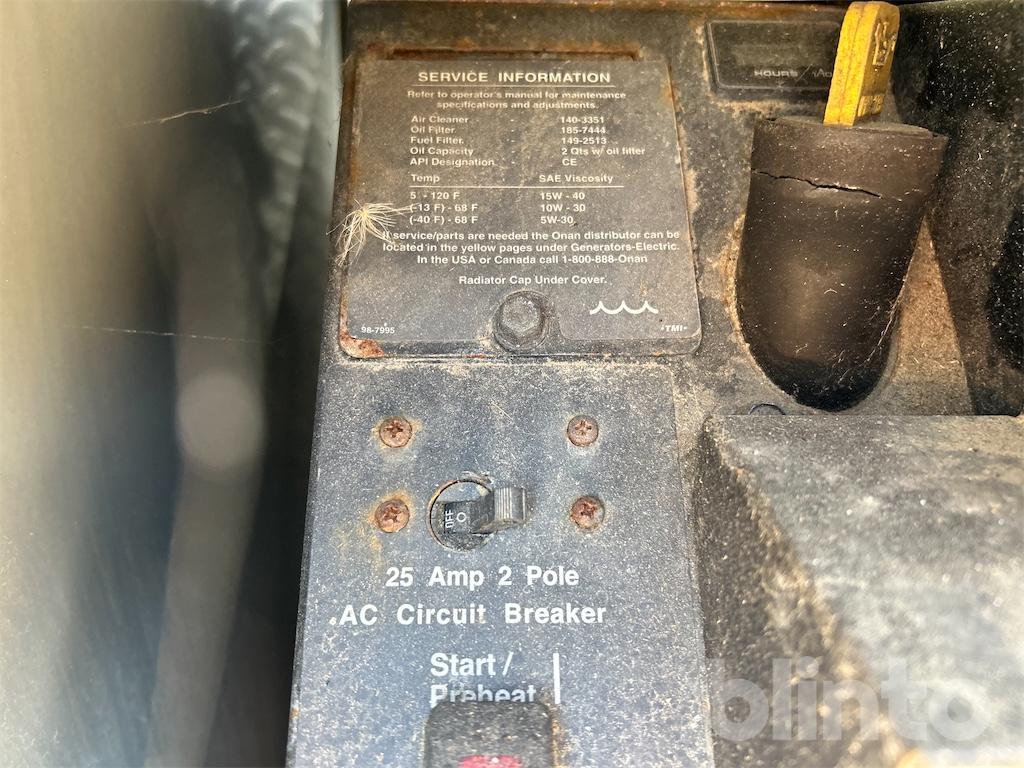 SERVICE INFORMATION
Refer to operator's manual for maintenance
specifications and adjustments.
Air Cleaner - 140-3351
Oil Filter - 185-7444
Fuel Filter - 149-2513
Oil Capacity - 2 Qts w/ oil filter
API Designation - CE
Temp SAE Viscosity
5° - 120 F 15W - 40
(-13 F) - 68 F 10W - 30
(-40 F) - 68 F 5W-30
If service/parts are needed the Onan distributor can be
located in the yellow pages under Generators-Electric.
In the USA or Canada call 1-800-888-Onan
Radiator Cap Under Cover.
98-7995
•TMI•
HOURS
OFF
25 Amp 2 Pole
AC Circuit Breaker
Start/
Preheat
blinto